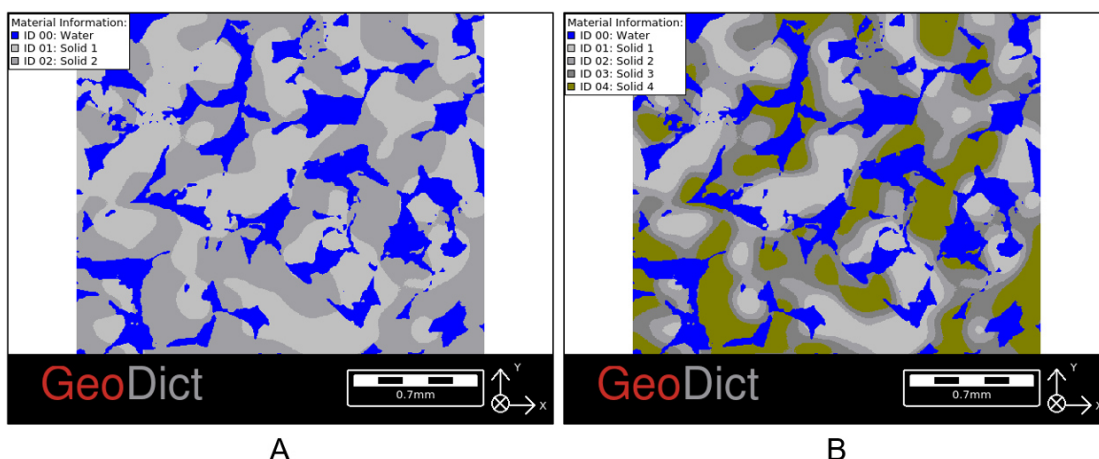 Material Information:
ID 00: Water
ID 01: Solid 1
ID 02: Solid 2
GeoDict
0.7mm
Y
X
A
Material Information:
ID 00: Water
ID 01: Solid 1
ID 02: Solid 2
ID 03: Solid 3
ID 04: Solid 4
GeoDict
0.7mm
Y
X
B